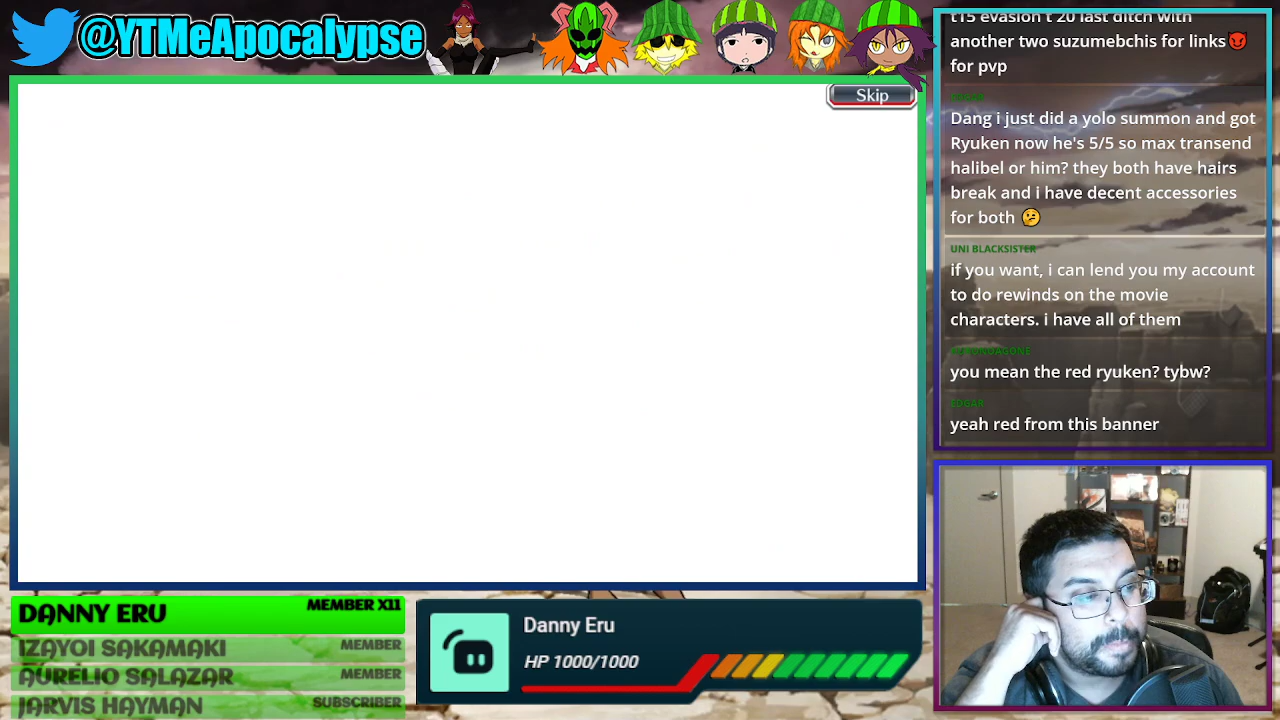 @YTMeApocalypse
Skip
t15 evasion t 20 last ditch with
another two suzumebchis for links😈
for pvp
Dang i just did a yolo summon and got
Ryuken now he's 5/5 so max transend
halibel or him? they both have hairs
break and i have decent accessories
for both 🤔
UNI BLACKSISTER
if you want, i can lend you my account
to do rewinds on the movie
characters. i have all of them
you mean the red ryuken? tybw?
EDGAR
yeah red from this banner
DANNY ERU
MEMBER X11
IZAYOI SAKAMAKI
MEMBER
AURELIO SALAZAR
MEMBER
JARVIS HAYMAN
SUBSCRIBER
Danny Eru
HP 1000/1000